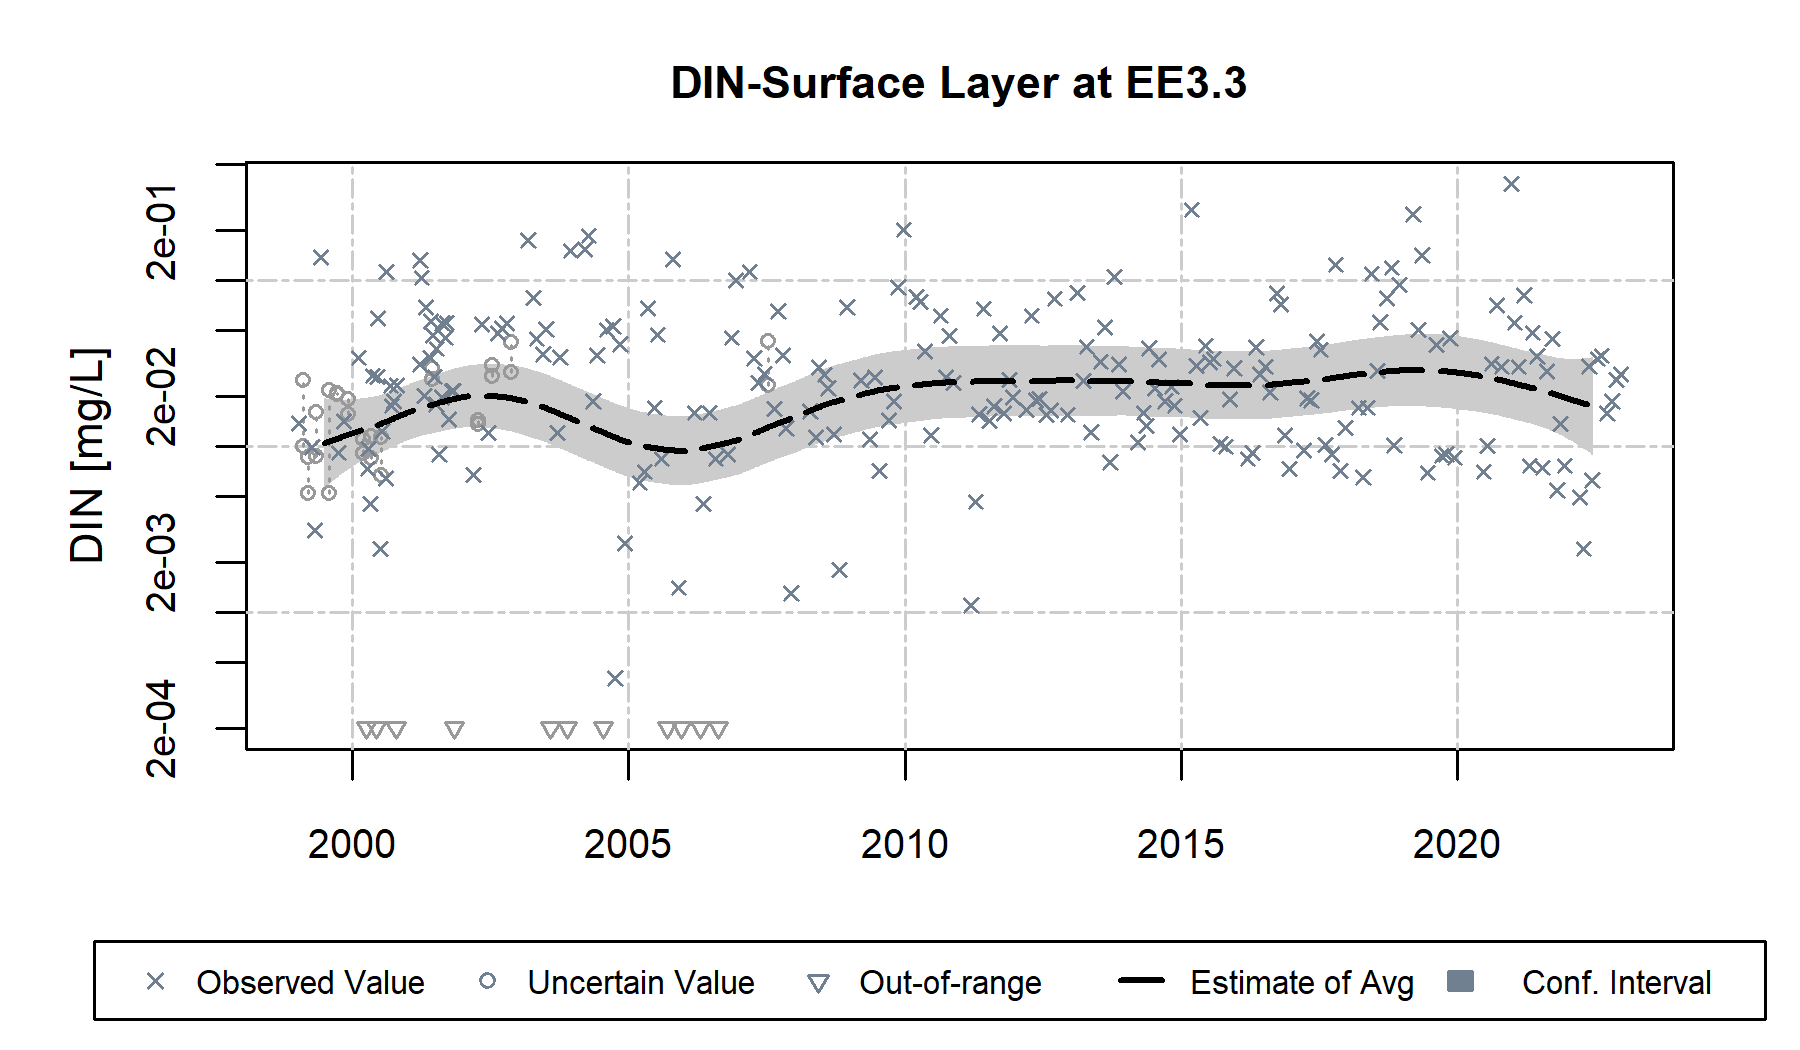 DIN-Surface Layer at EE3.3
DIN [mg/L]
2e-01
2e-02
2e-03
2e-04
2000 2005 2010 2015 2020
Observed Value Uncertain Value Out-of-range Estimate of Avg Conf. Interval